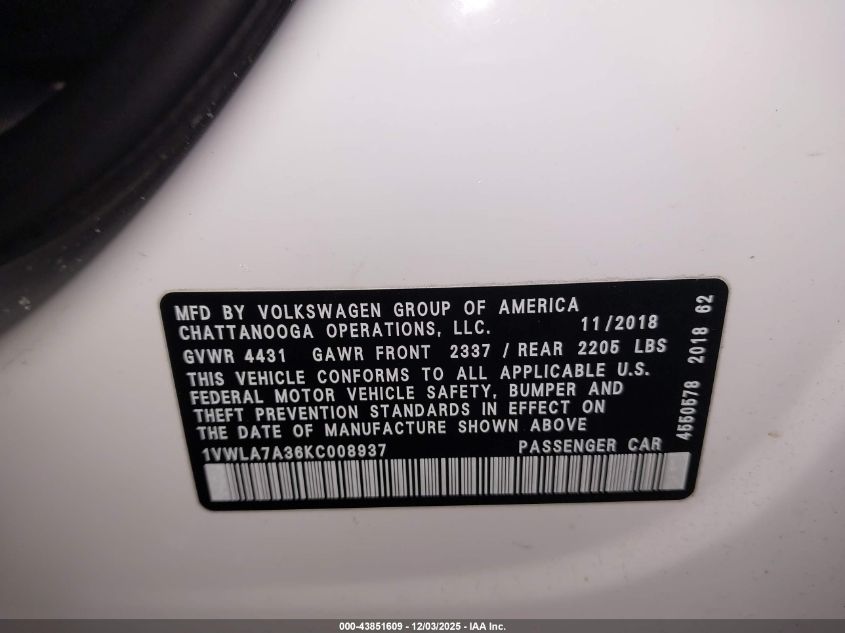 MFD BY VOLKSWAGEN GROUP OF AMERICA
CHATTANOOGA OPERATIONS, LLC. 11/2018
GVWR 4431 GAWR FRONT 2337 / REAR 2205 LBS
THIS VEHICLE CONFORMS TO ALL APPLICABLE U.S.
FEDERAL MOTOR VEHICLE SAFETY, BUMPER AND
THEFT PREVENTION STANDARDS IN EFFECT ON
THE DATE OF MANUFACTURE SHOWN ABOVE
1VWLA7A36KC008937 PASSENGER CAR
4550578 2018 62
000-43851609 - 12/03/2025 - IAA Inc.